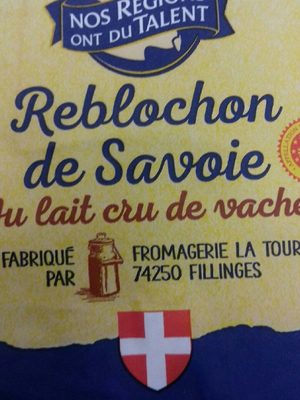 NOS RÉGIONS
ONT DU TALENT
Reblochon
de Savoie
Au lait cru de vache
FABRIQUÉ
PAR
FROMAGERIE LA TOUR
74250 FILLINGES